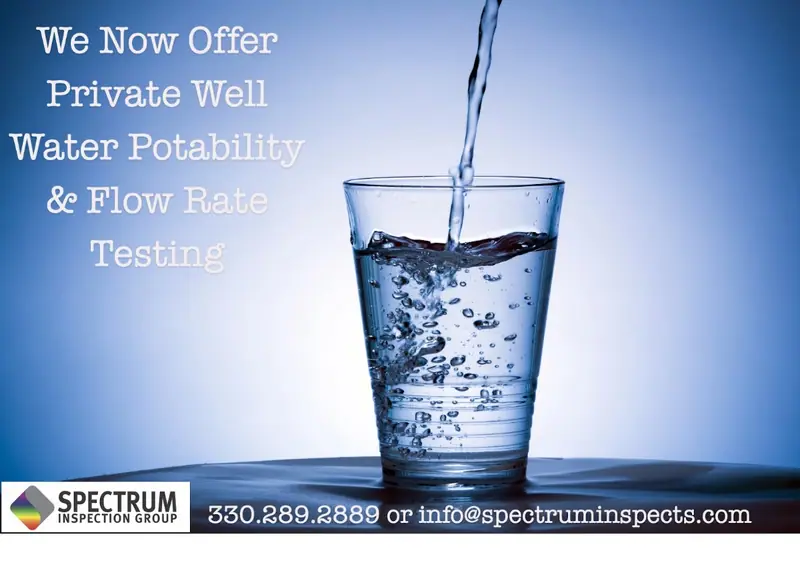 We Now Offer
Private Well
Water Potability
& Flow Rate
Testing
SPECTRUM
INSPECTION GROUP
330.289.2889 or info@spectruminspects.com